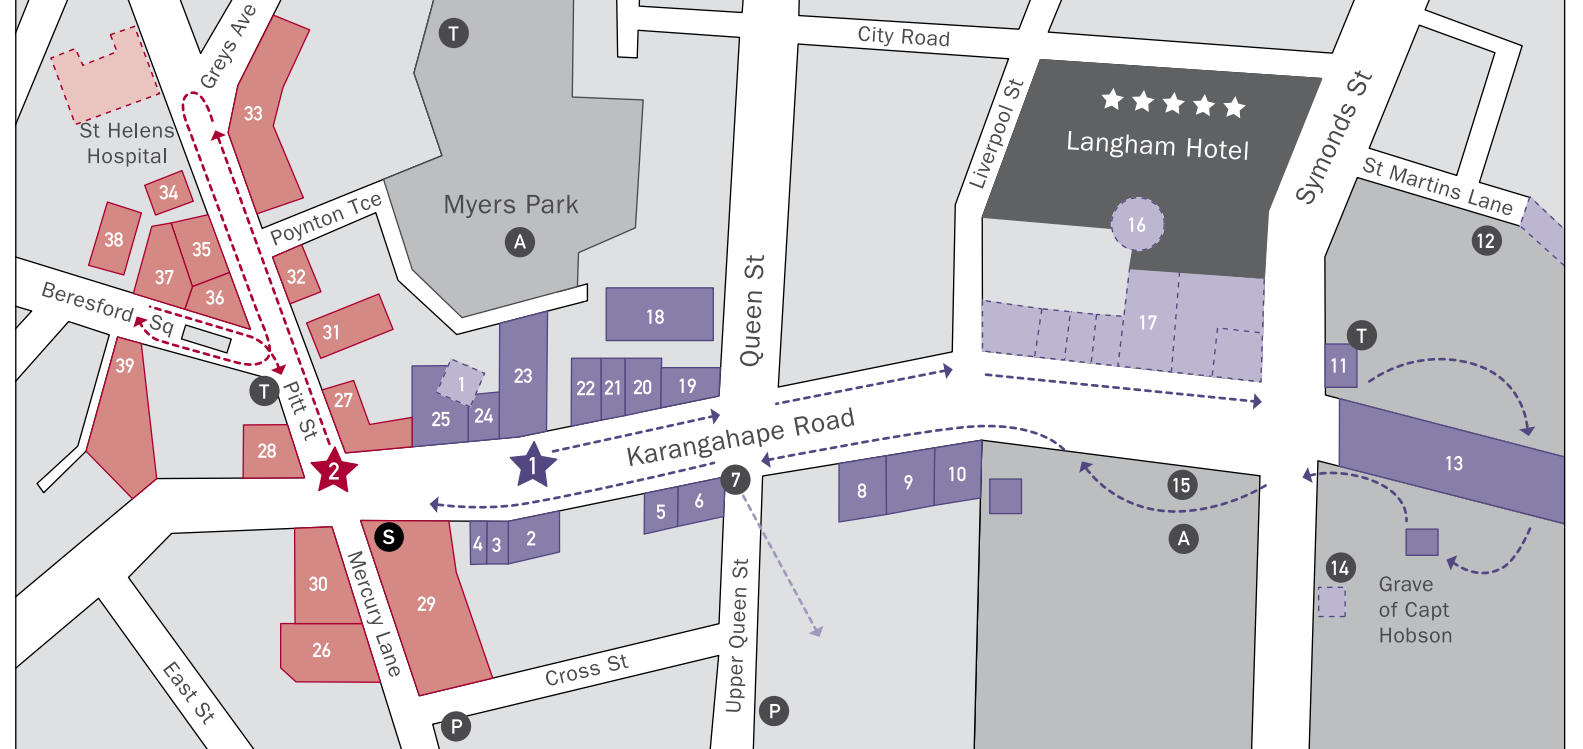 Greys Ave
T
City Road
33
St Helens
Hospital
Liverpool St
Langham Hotel
Symonds St
St Martins Lane
34
Myers Park
A
Poynton Tce
38
35
37
36
32
16
12
Beresford Sq
31
18
Queen St
17
T
11
39
T
Pitt St
27
1
25
24
23
22
21
20
19
28
2
1
Karangahape Road
7
8
9
10
15
13
S
5
6
4
3
2
A
14
Grave
of Capt
Hobson
30
29
26
Mercury Lane
Cross St
Upper Queen St
East St
P
P